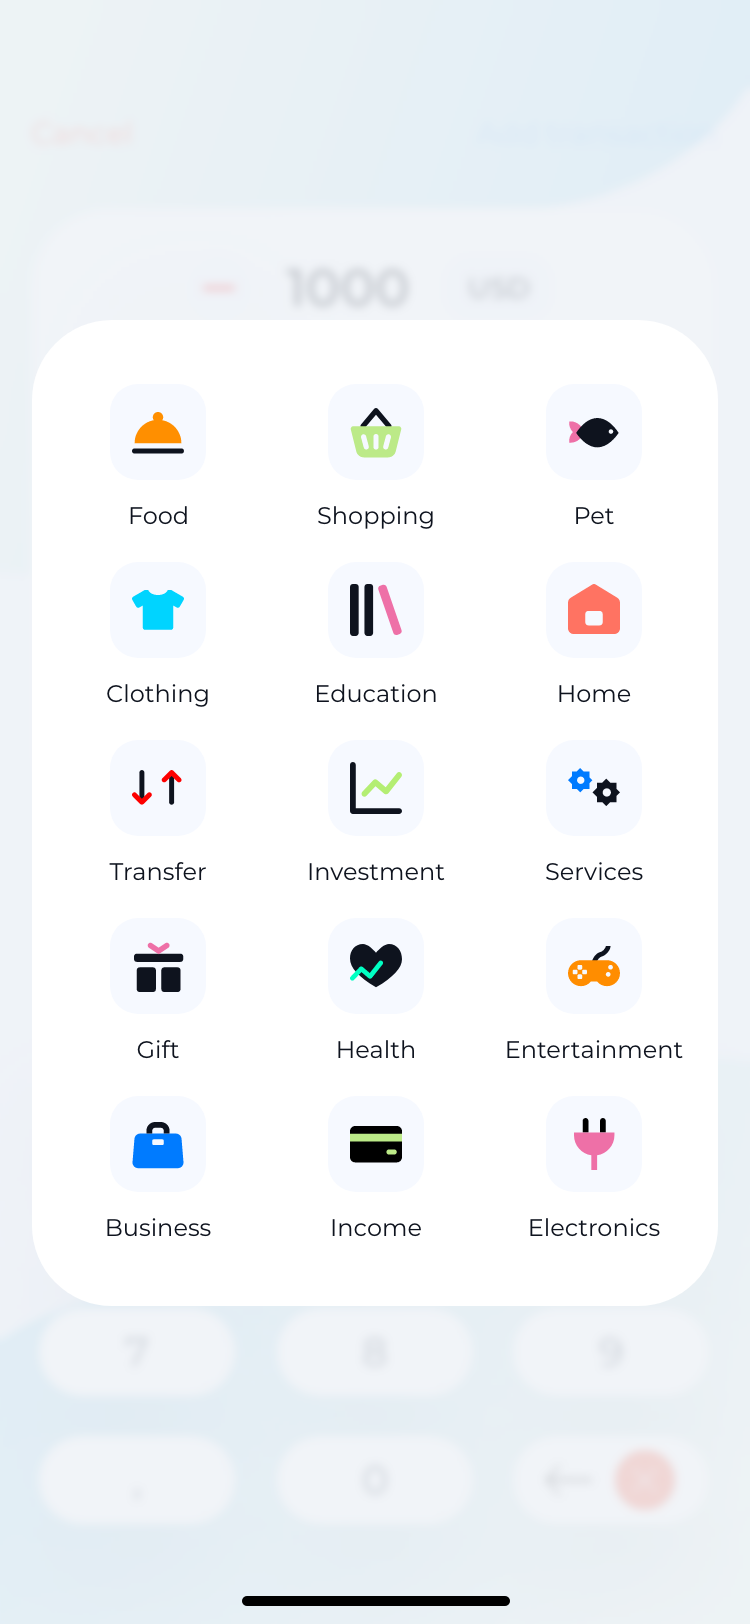 Cancel
1000 USD
Food Shopping Pet
Clothing Education Home
Transfer Investment Services
Gift Health Entertainment
Business Income Electronics
7 8 9
. 0